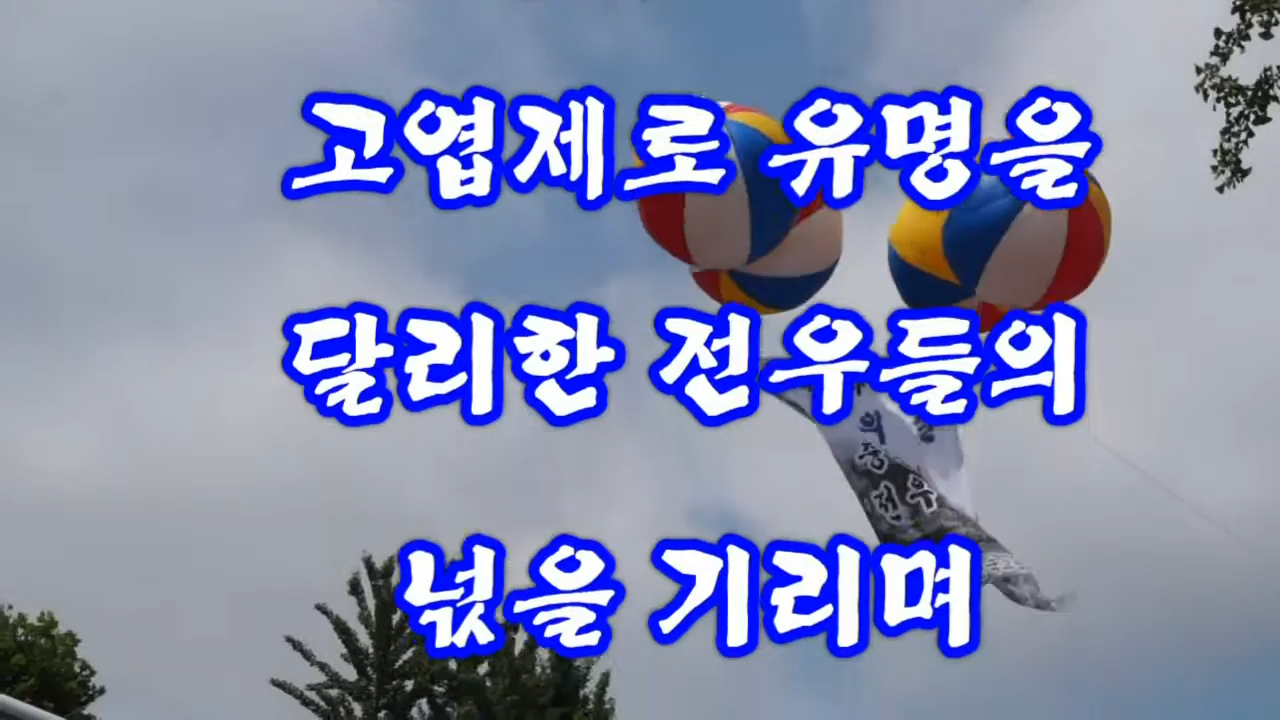 고엽제로 유명을
달리한 전우들의
넋을 기리며